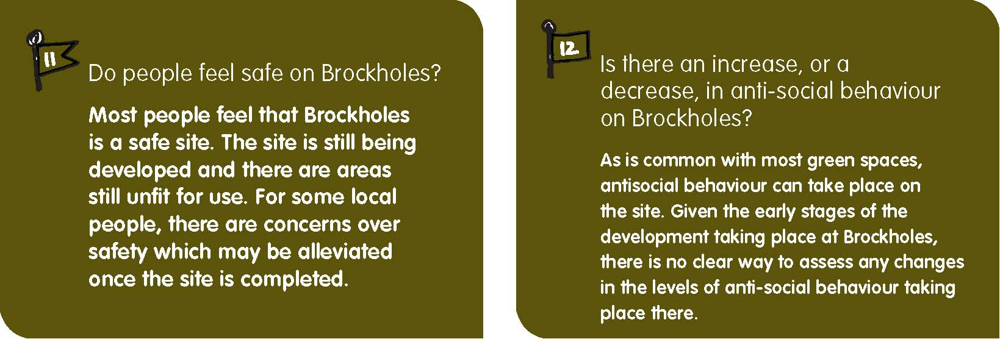 11
Do people feel safe on Brockholes?
Most people feel that Brockholes
is a safe site. The site is still being
developed and there are areas
still unfit for use. For some local
people, there are concerns over
safety which may be alleviated
once the site is completed.
12.
Is there an increase, or a
decrease, in anti-social behaviour
on Brockholes?
As is common with most green spaces,
antisocial behaviour can take place on
the site. Given the early stages of the
development taking place at Brockholes,
there is no clear way to assess any changes
in the levels of anti-social behaviour taking
place there.